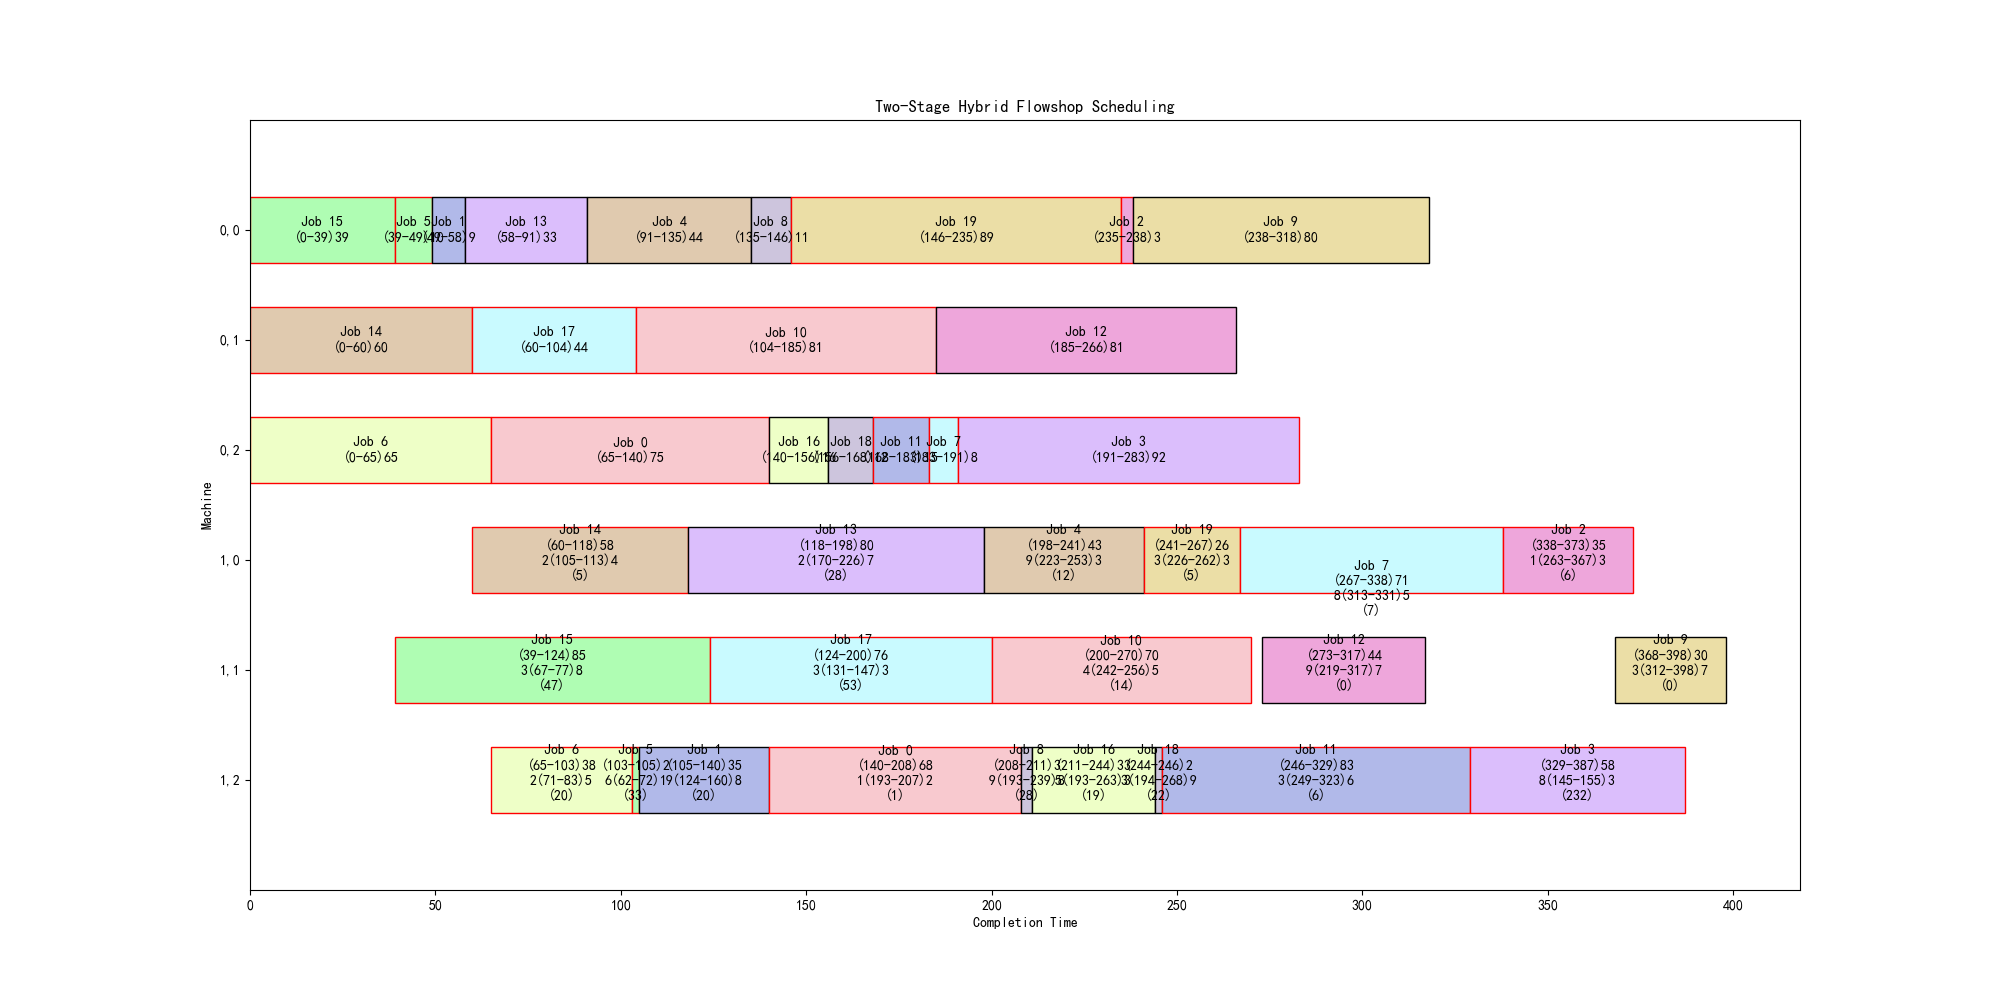 Two-Stage Hybrid Flowshop Scheduling
Machine
0,0
Job 15
(0-39)39
Job 5
(39-49)10
Job 1
(49-58)9
Job 13
(58-91)33
Job 4
(91-135)44
Job 8
(135-146)11
Job 19
(146-235)89
Job 2
(235-238)3
Job 9
(238-318)80
0,1
Job 14
(0-60)60
Job 17
(60-104)44
Job 10
(104-185)81
Job 12
(185-266)81
0,2
Job 6
(0-65)65
Job 0
(65-140)75
Job 16
(140-156)16
Job 18
(156-168)12
Job 11
(168-183)15
Job 7
(183-191)8
Job 3
(191-283)92
1,0
Job 14
(60-118)58
2(105-113)4
(5)
Job 13
(118-198)80
2(170-226)7
(28)
Job 4
(198-241)43
9(223-253)3
(12)
Job 19
(241-267)26
3(226-262)3
(5)
Job 7
(267-338)71
8(313-331)5
(7)
Job 2
(338-373)35
1(263-367)3
(6)
1,1
Job 15
(39-124)85
3(67-77)8
(47)
Job 17
(124-200)76
3(131-147)3
(53)
Job 10
(200-270)70
4(242-256)5
(14)
Job 12
(273-317)44
9(219-317)7
(0)
Job 9
(368-398)30
3(312-398)7
(0)
1,2
Job 6
(65-103)38
2(71-83)5
(20)
Job 5
(103-105)2
6(62-72)1
(33)
Job 1
(105-140)35
9(124-160)8
(20)
Job 0
(140-208)68
1(193-207)2
(1)
Job 8
(208-211)3
9(193-239)8
(28)
Job 16
(211-244)33
(193-263)
(19)
Job 18
(244-246)2
(194-268)9
(22)
Job 11
(246-329)83
3(249-323)6
(6)
Job 3
(329-387)58
8(145-155)3
(232)
0
50
100
150
200
250
300
350
400
Completion Time